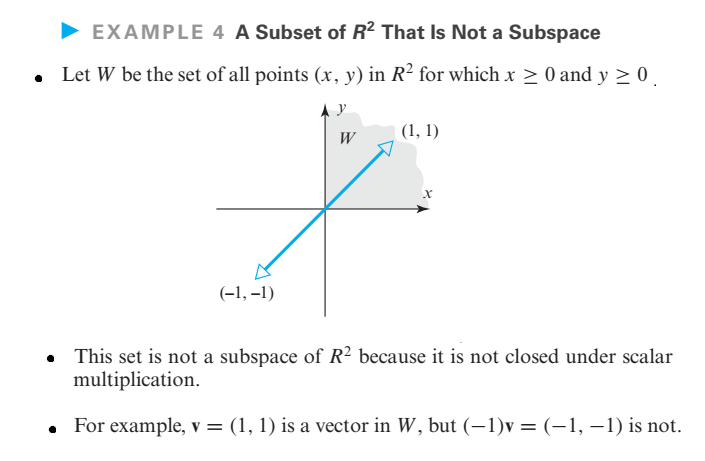 ▶ EXAMPLE 4 A Subset of R² That Is Not a Subspace
• Let W be the set of all points (x, y) in R² for which x ≥ 0 and y ≥ 0 .
y
W
(1, 1)
x
(−1, −1)
• This set is not a subspace of R² because it is not closed under scalar
multiplication.
• For example, v = (1, 1) is a vector in W, but (−1)v = (−1, −1) is not.